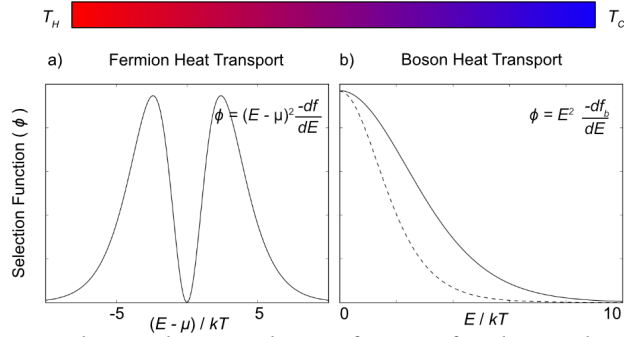 T_H T_C
a) Fermion Heat Transport
b) Boson Heat Transport
Selection Function ( ϕ )
ϕ = (E - μ)² -df/dE
ϕ = E² -df_b/dE
-5 5
(E - μ) / kT
0 10
E / kT